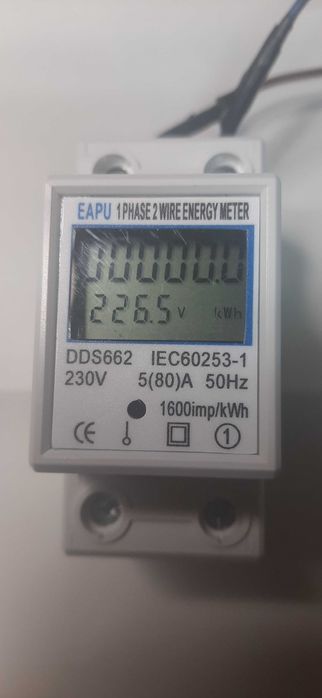 EAPU 1 PHASE 2 WIRE ENERGY METER
00000.0
226.5 V kWh
DDS662 IEC60253-1
230V 5(80)A 50Hz
1600imp/kWh
CE 1